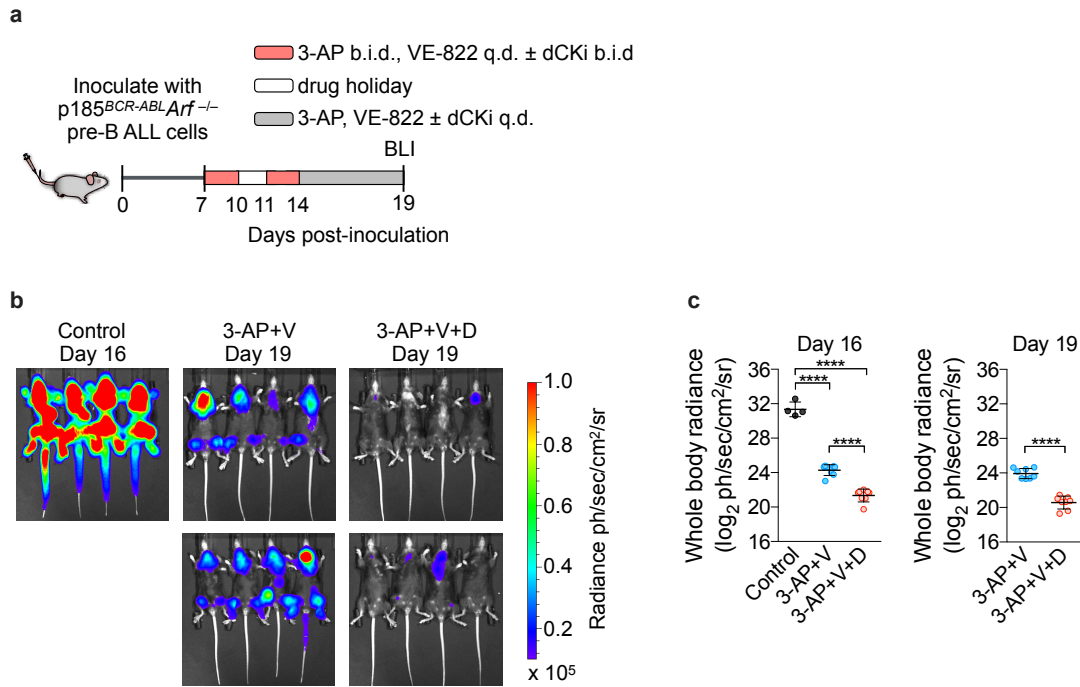 a
3-AP b.i.d., VE-822 q.d. ± dCKi b.i.d
drug holiday
3-AP, VE-822 ± dCKi q.d.
Inoculate with
p185BCR-ABLArf –/–
pre-B ALL cells
BLI
0 7 10 11 14 19
Days post-inoculation
b
Control
Day 16
3-AP+V
Day 19
3-AP+V+D
Day 19
1.0
0.8
0.6
0.4
0.2
x 10⁵
Radiance ph/sec/cm²/sr
c
Day 16
Whole body radiance
(log₂ ph/sec/cm²/sr)
36
32
28
24
20
16
****
****
****
Control
3-AP+V
3-AP+V+D
Day 19
Whole body radiance
(log₂ ph/sec/cm²/sr)
36
32
28
24
20
16
****
3-AP+V
3-AP+V+D